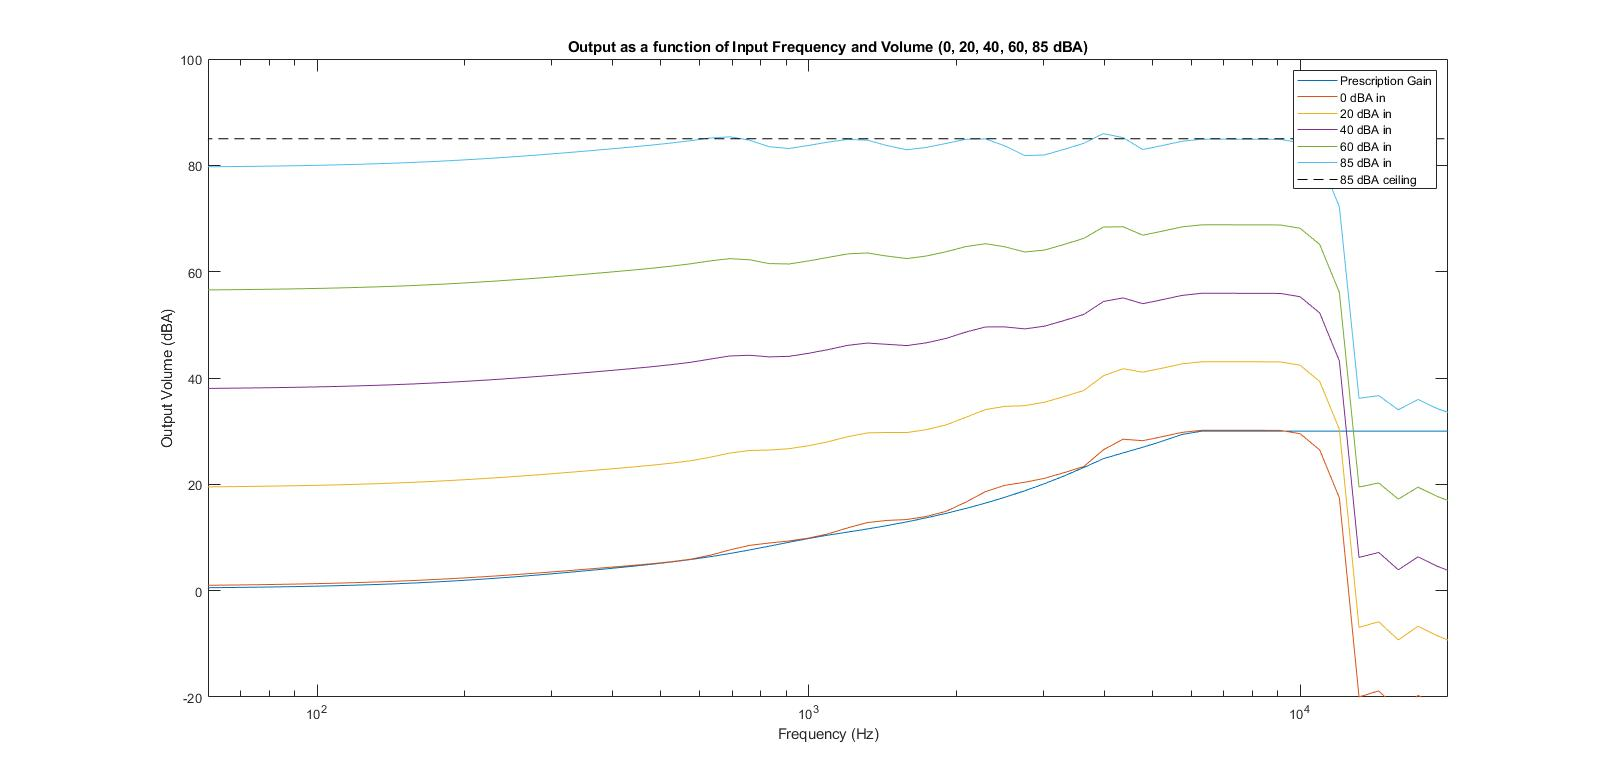 Output as a function of Input Frequency and Volume (0, 20, 40, 60, 85 dBA)
100
80
60
40
20
0
-20
Output Volume (dBA)
Prescription Gain
0 dBA in
20 dBA in
40 dBA in
60 dBA in
85 dBA in
85 dBA ceiling
10²
10³
10⁴
Frequency (Hz)